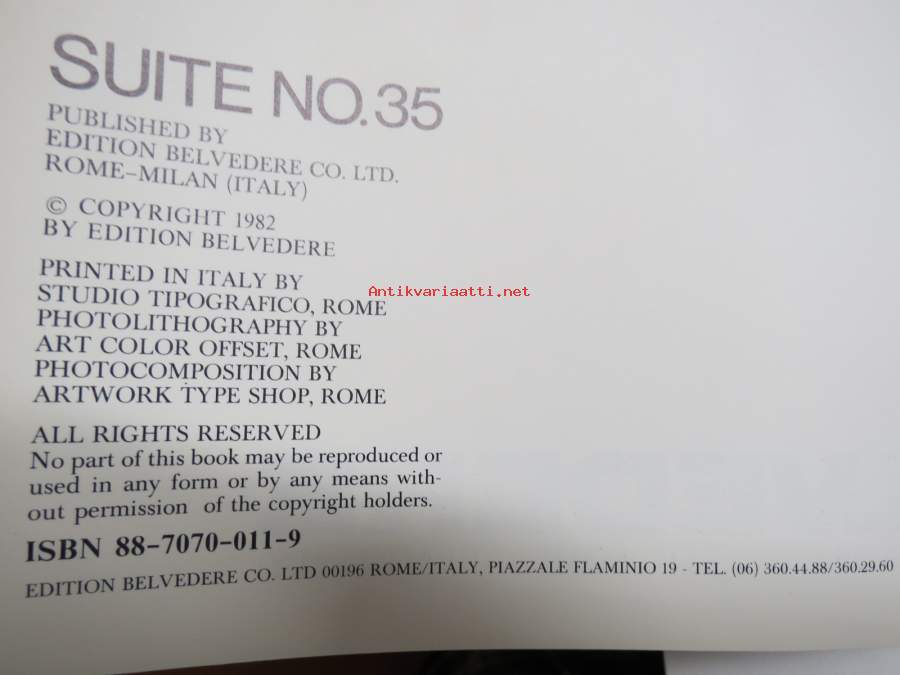 SUITE NO.35
PUBLISHED BY
EDITION BELVEDERE CO. LTD.
ROME-MILAN (ITALY)
© COPYRIGHT 1982
BY EDITION BELVEDERE
PRINTED IN ITALY BY
STUDIO TIPOGRAFICO, ROME
PHOTOLITHOGRAPHY BY
ART COLOR OFFSET, ROME
PHOTOCOMPOSITION BY
ARTWORK TYPE SHOP, ROME
Antikvariaatti.net
ALL RIGHTS RESERVED
No part of this book may be reproduced or
used in any form or by any means with-
out permission of the copyright holders.
ISBN 88-7070-011-9
EDITION BELVEDERE CO. LTD 00196 ROME/ITALY, PIAZZALE FLAMINIO 19 - TEL. (06) 360.44.88/360.29.60